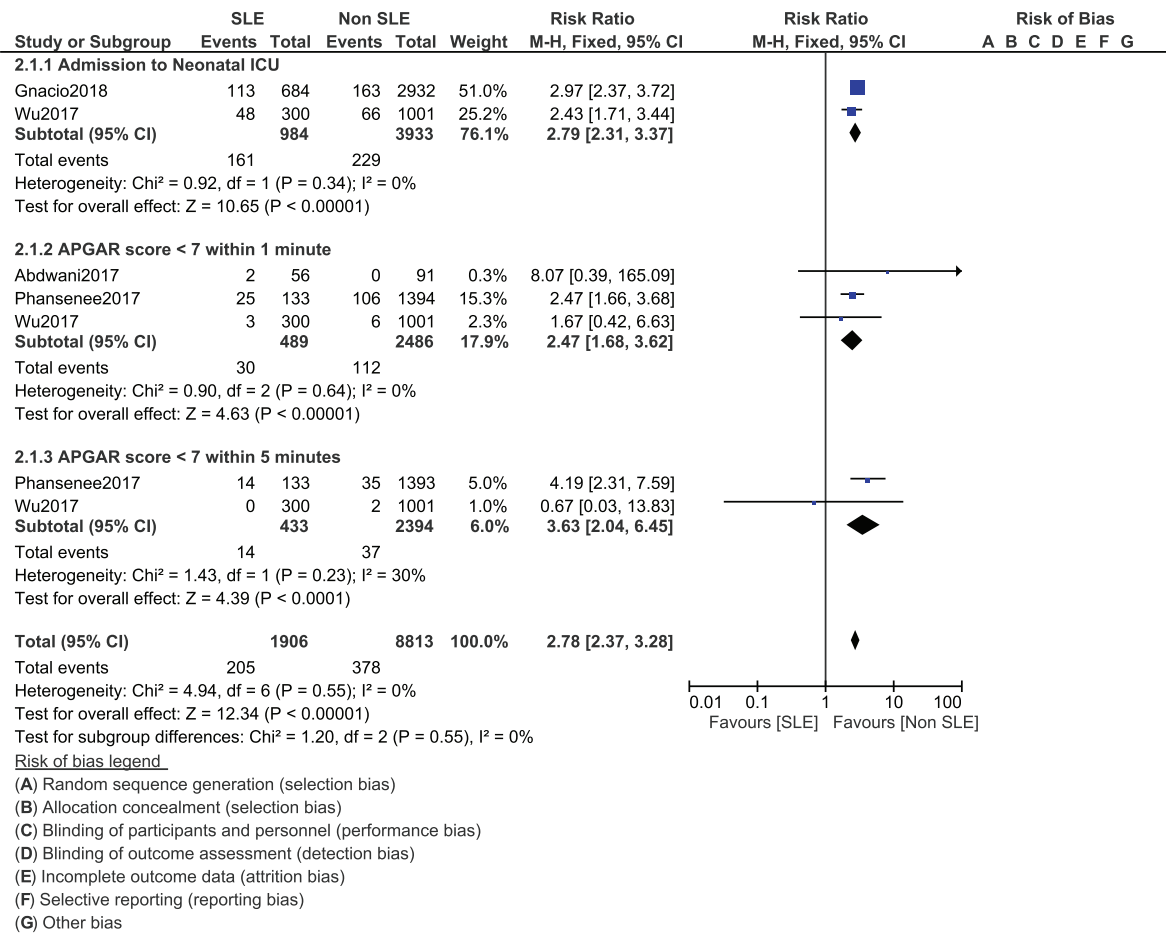 SLE Non SLE Risk Ratio Risk Ratio Risk of Bias
Study or Subgroup Events Total Events Total Weight M-H, Fixed, 95% CI M-H, Fixed, 95% CI A B C D E F G
2.1.1 Admission to Neonatal ICU
Gnacio2018 113 684 163 2932 51.0% 2.97 [2.37, 3.72]
Wu2017 48 300 66 1001 25.2% 2.43 [1.71, 3.44]
Subtotal (95% CI) 984 3933 76.1% 2.79 [2.31, 3.37]
Total events 161 229
Heterogeneity: Chi² = 0.92, df = 1 (P = 0.34); I² = 0%
Test for overall effect: Z = 10.65 (P < 0.00001)
2.1.2 APGAR score < 7 within 1 minute
Abdwani2017 2 56 0 91 0.3% 8.07 [0.39, 165.09]
Phansenee2017 25 133 106 1394 15.3% 2.47 [1.66, 3.68]
Wu2017 3 300 6 1001 2.3% 1.67 [0.42, 6.63]
Subtotal (95% CI) 489 2486 17.9% 2.47 [1.68, 3.62]
Total events 30 112
Heterogeneity: Chi² = 0.90, df = 2 (P = 0.64); I² = 0%
Test for overall effect: Z = 4.63 (P < 0.00001)
2.1.3 APGAR score < 7 within 5 minutes
Phansenee2017 14 133 35 1393 5.0% 4.19 [2.31, 7.59]
Wu2017 0 300 2 1001 1.0% 0.67 [0.03, 13.83]
Subtotal (95% CI) 433 2394 6.0% 3.63 [2.04, 6.45]
Total events 14 37
Heterogeneity: Chi² = 1.43, df = 1 (P = 0.23); I² = 30%
Test for overall effect: Z = 4.39 (P < 0.0001)
Total (95% CI) 1906 8813 100.0% 2.78 [2.37, 3.28]
Total events 205 378
Heterogeneity: Chi² = 4.94, df = 6 (P = 0.55); I² = 0%
Test for overall effect: Z = 12.34 (P < 0.00001)
Test for subgroup differences: Chi² = 1.20, df = 2 (P = 0.55), I² = 0%
0.01 0.1 1 10 100
Favours [SLE] Favours [Non SLE]
Risk of bias legend
(A) Random sequence generation (selection bias)
(B) Allocation concealment (selection bias)
(C) Blinding of participants and personnel (performance bias)
(D) Blinding of outcome assessment (detection bias)
(E) Incomplete outcome data (attrition bias)
(F) Selective reporting (reporting bias)
(G) Other bias